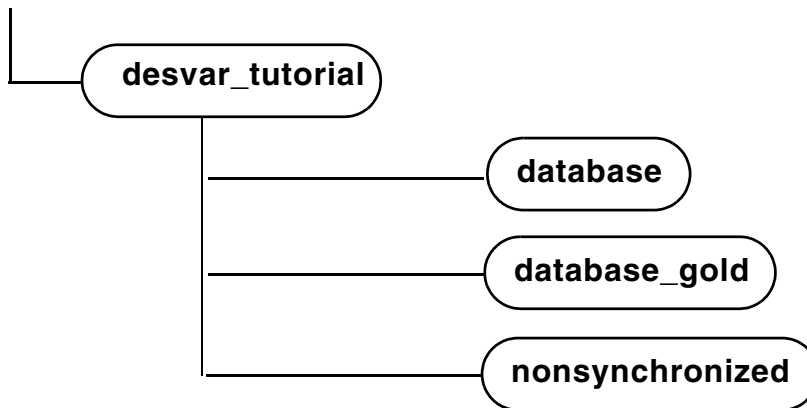 desvar_tutorial
database
database_gold
nonsynchronized